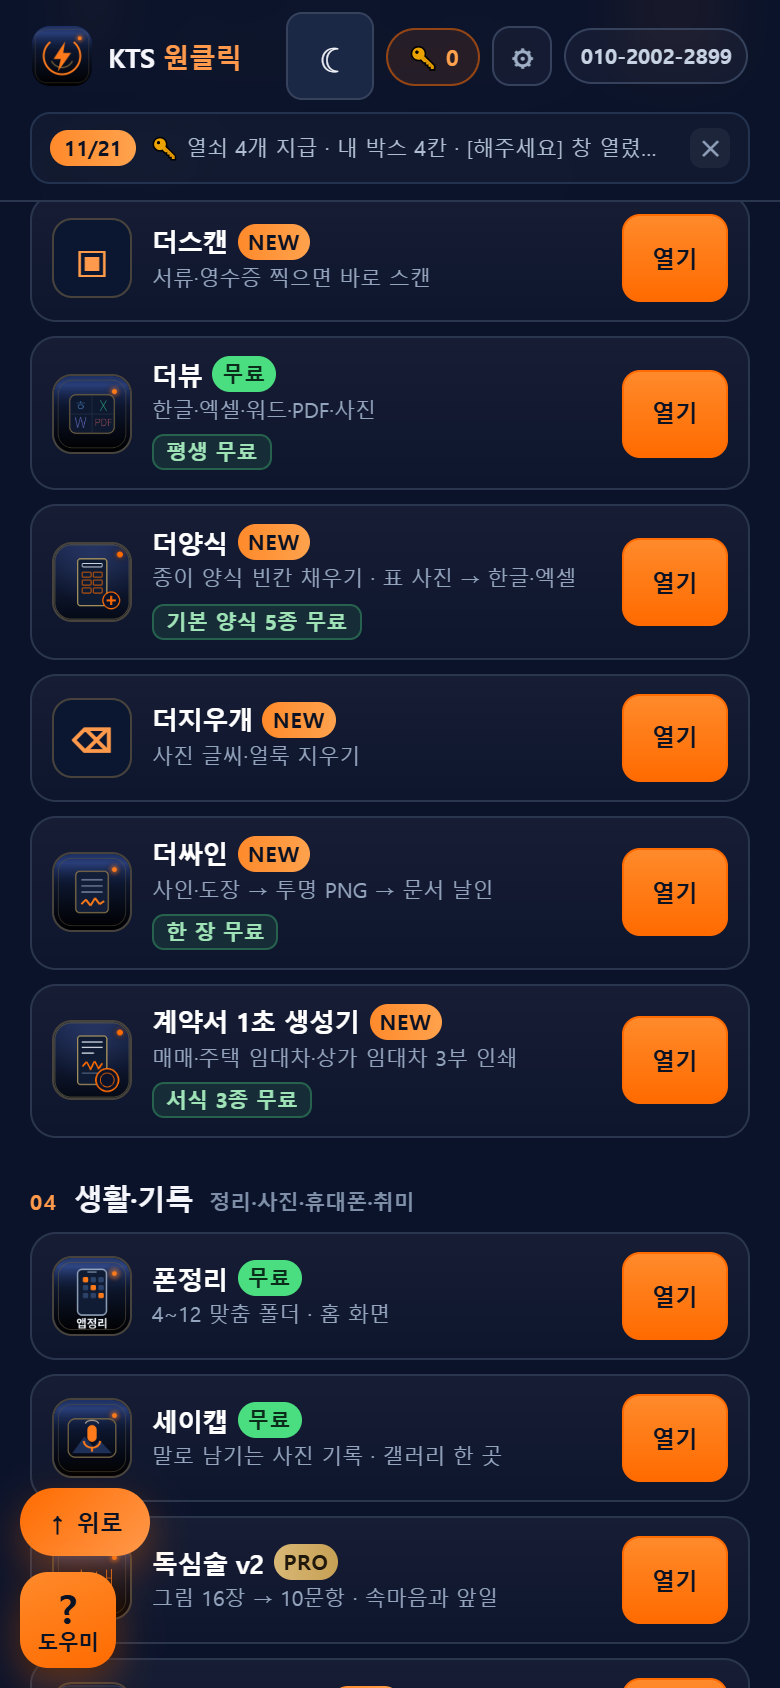 KTS 원클릭
0
010-2002-2899
11/21 열쇠 4개 지급 · 내 박스 4칸 · [해주세요] 창 열렸...
더스캔 NEW
서류·영수증 찍으면 바로 스캔
열기
더뷰 무료
한글·엑셀·워드·PDF·사진
평생 무료
열기
ㅎ X
W PDF
더양식 NEW
종이 양식 빈칸 채우기 · 표 사진 → 한글·엑셀
기본 양식 5종 무료
열기
더지우개 NEW
사진 글씨·얼룩 지우기
열기
더싸인 NEW
사인·도장 → 투명 PNG → 문서 날인
한 장 무료
열기
계약서 1초 생성기 NEW
매매·주택 임대차·상가 임대차 3부 인쇄
서식 3종 무료
열기
04 생활·기록 정리·사진·휴대폰·취미
앱정리
폰정리 무료
4~12 맞춤 폴더 · 홈 화면
열기
세이캡 무료
말로 남기는 사진 기록 · 갤러리 한 곳
열기
↑ 위로
독심술 v2 PRO
그림 16장 → 10문항 · 속마음과 앞일
열기
?
도우미